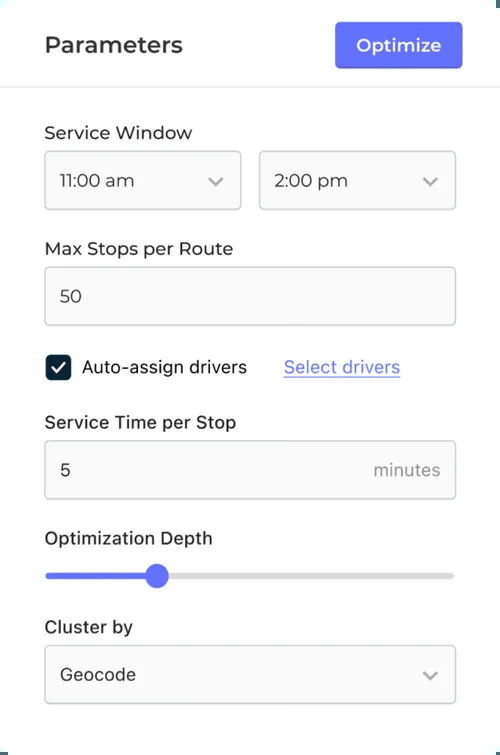 Parameters
Optimize
Service Window
11:00 am
2:00 pm
Max Stops per Route
50
Auto-assign drivers
Select drivers
Service Time per Stop
5
minutes
Optimization Depth
Cluster by
Geocode